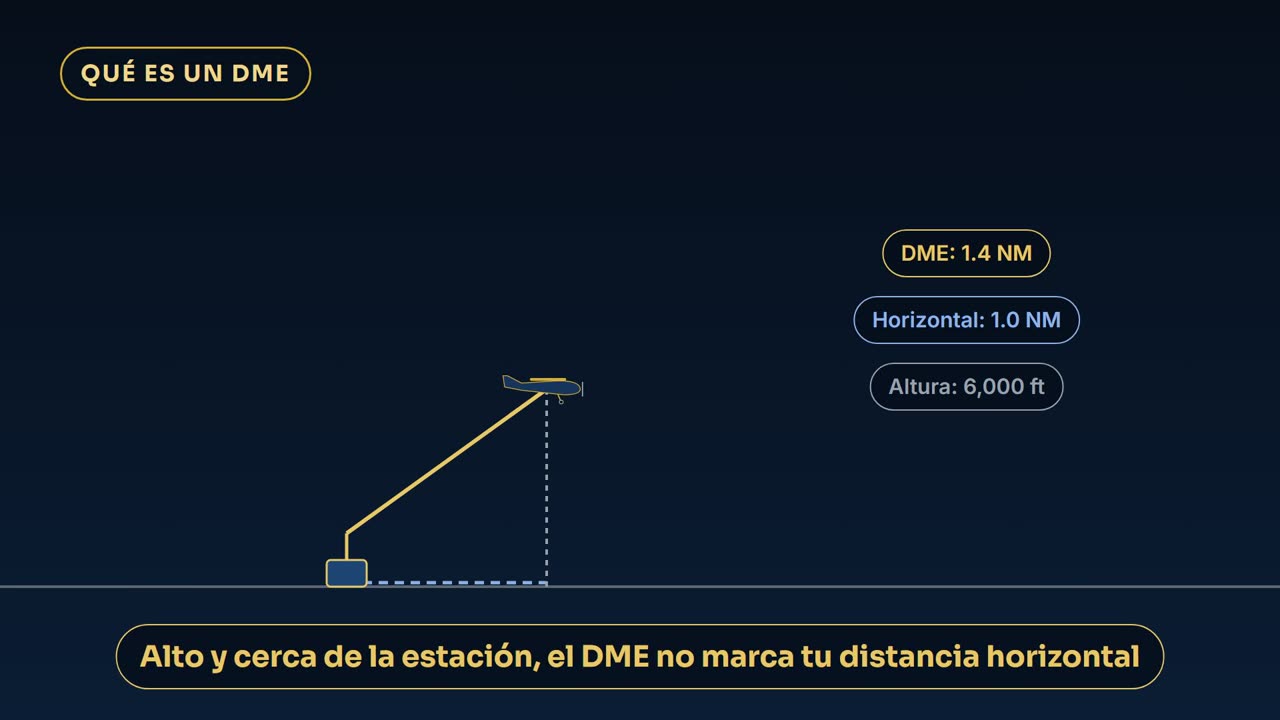 QUÉ ES UN DME
DME: 1.4 NM
Horizontal: 1.0 NM
Altura: 6,000 ft
Alto y cerca de la estación, el DME no marca tu distancia horizontal